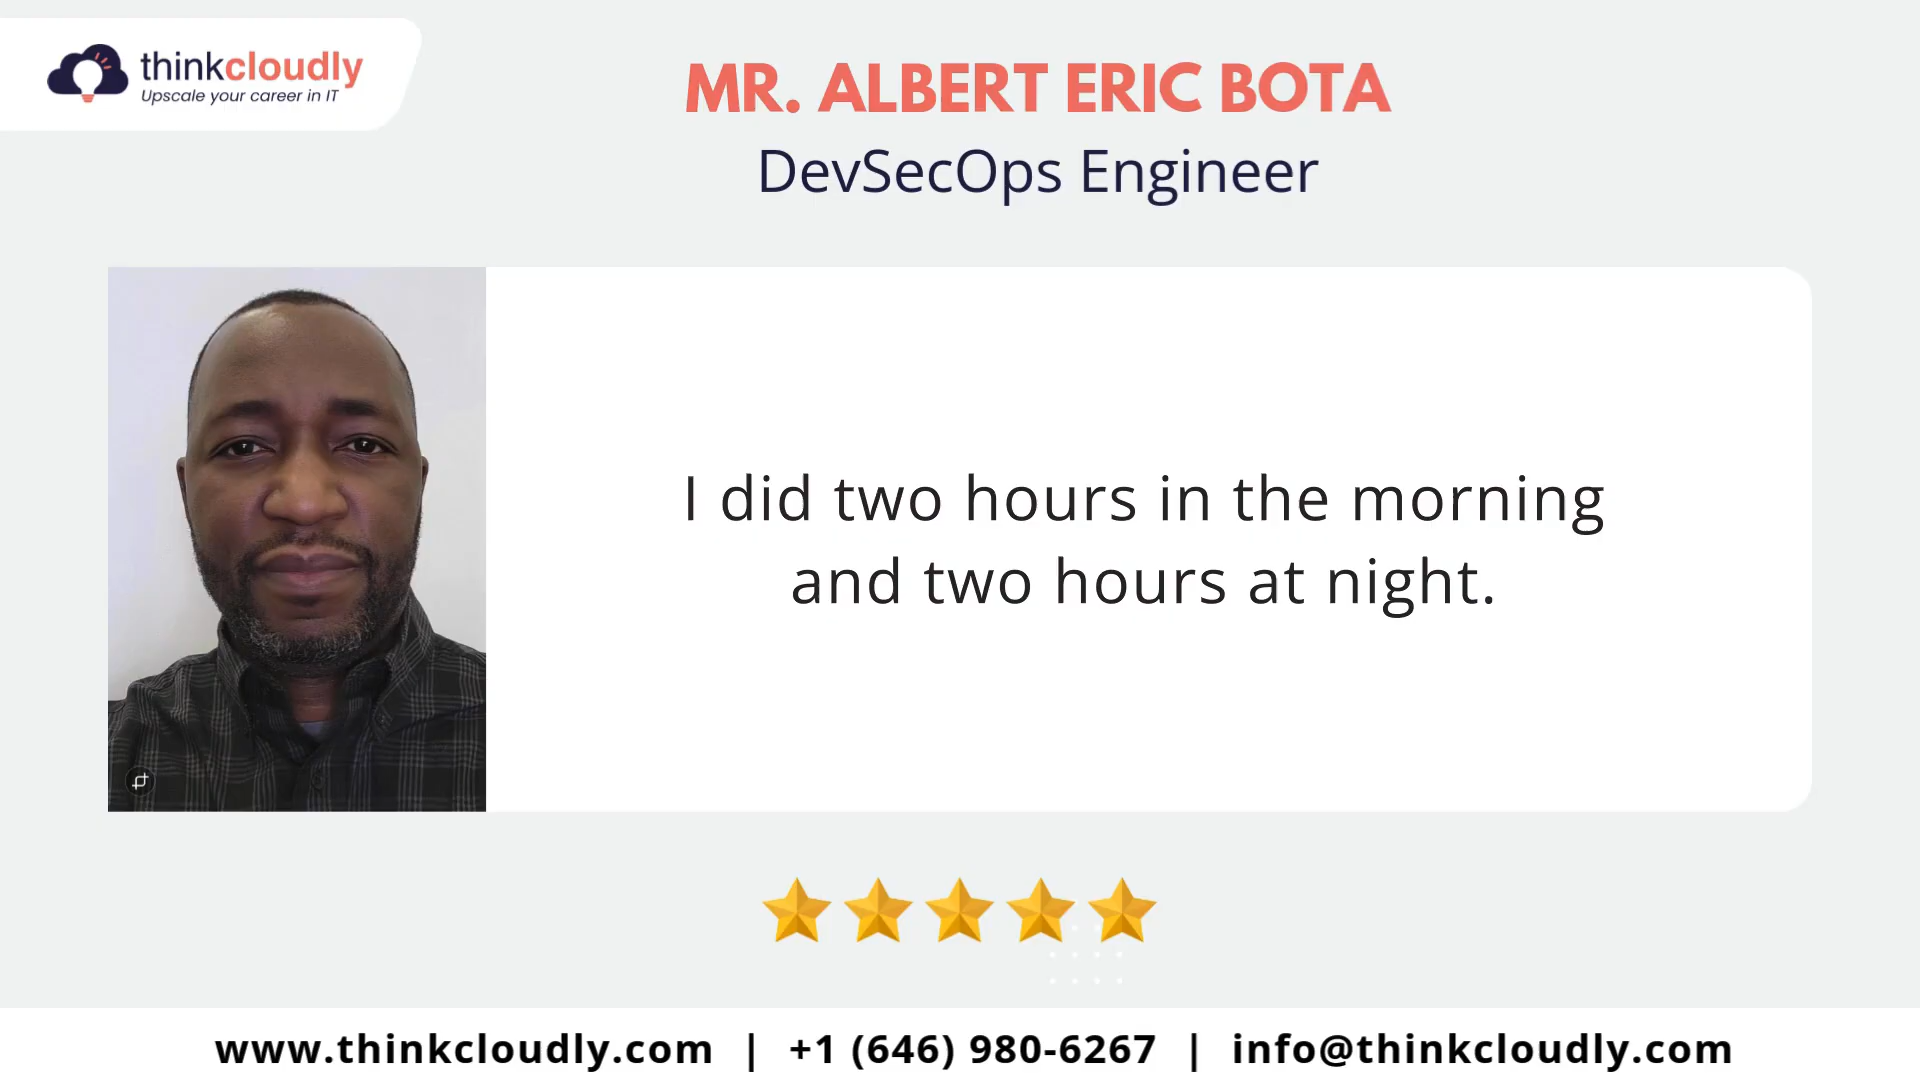 thinkcloudly
Upscale your career in IT
MR. ALBERT ERIC BOTA
DevSecOps Engineer
I did two hours in the morning
and two hours at night.
www.thinkcloudly.com | +1 (646) 980-6267 | info@thinkcloudly.com